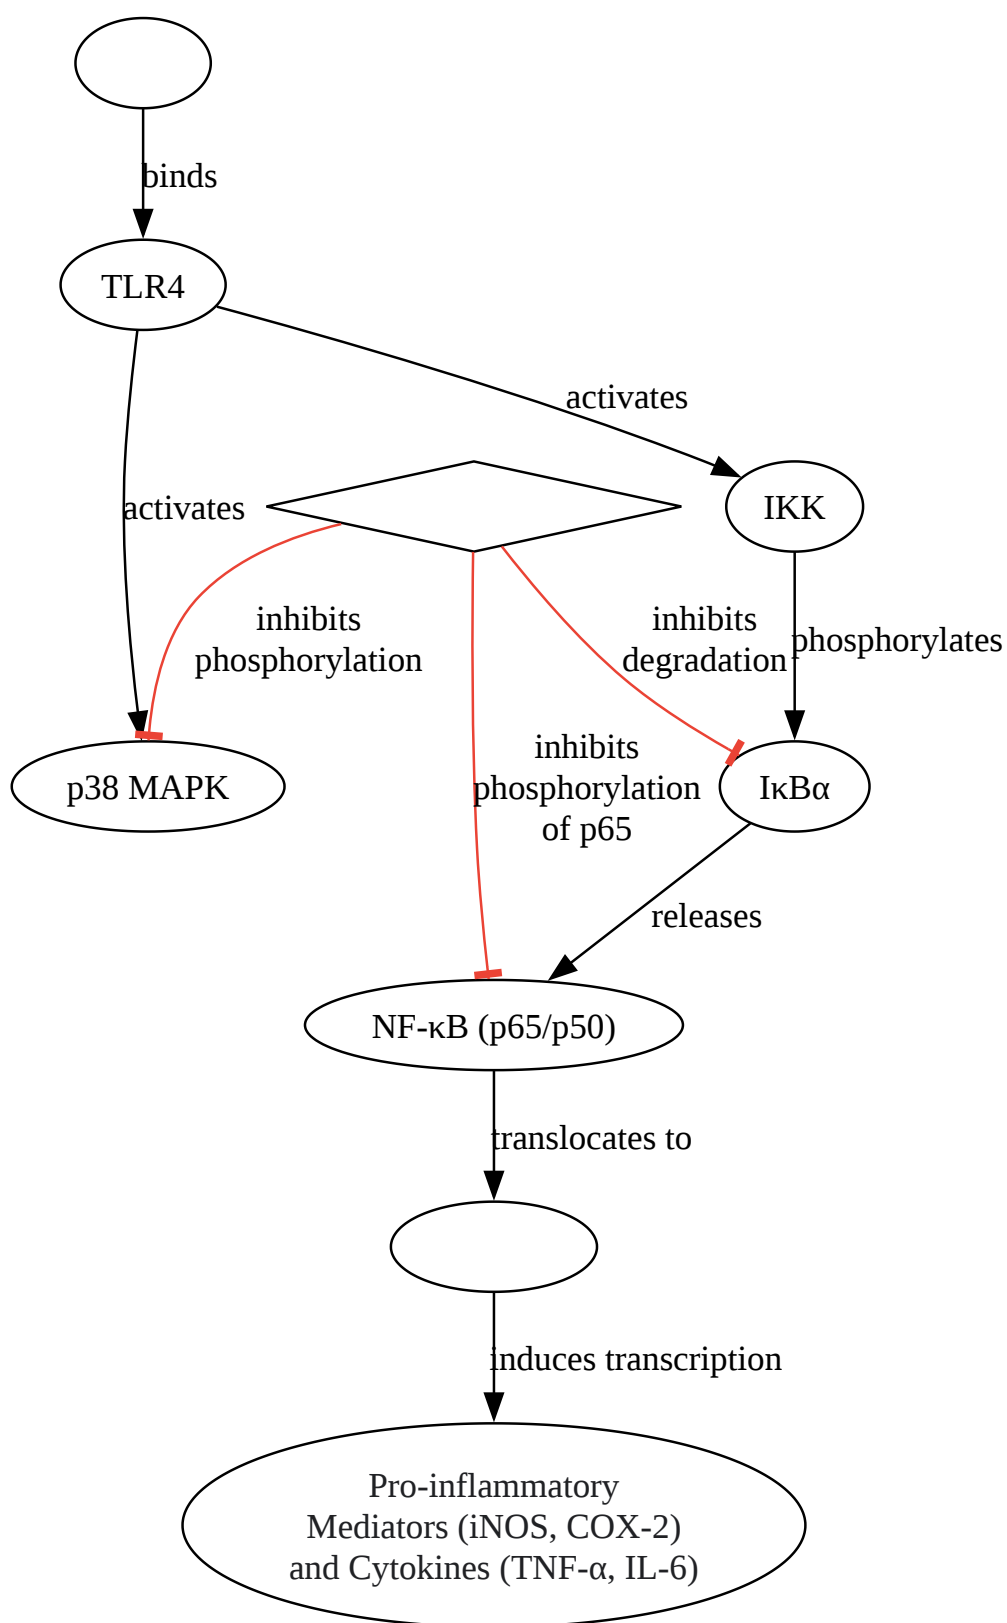 binds
TLR4
activates
activates
IKK
inhibits
phosphorylation
inhibits
degradation
phosphorylates
inhibits
phosphorylation
of p65
p38 MAPK
IκBα
releases
NF-κB (p65/p50)
translocates to
induces transcription
Pro-inflammatory
Mediators (iNOS, COX-2)
and Cytokines (TNF-α, IL-6)